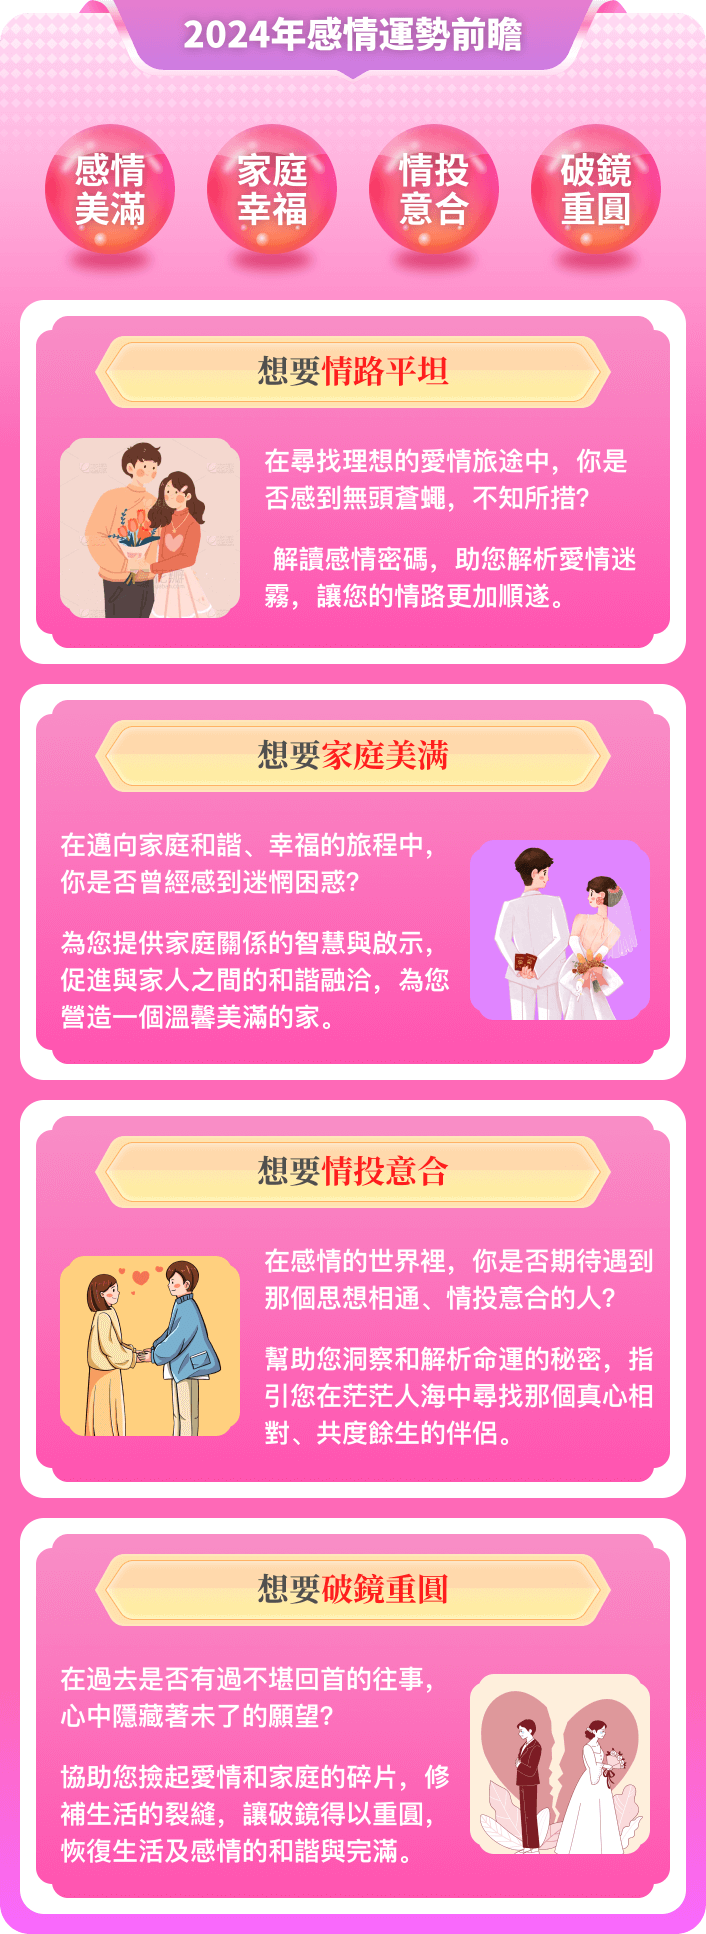 2024年感情運勢前瞻
感情
美滿
家庭
幸福
情投
意合
破鏡
重圓
想要情路平坦
在尋找理想的愛情旅途中，你是
否感到無頭蒼蠅，不知所措?
解讀感情密碼，助您解析愛情迷
霧，讓您的情路更加順遂。
想要家庭美满
在邁向家庭和諧、幸福的旅程中，
你是否曾經感到迷惘困惑?
為您提供家庭關係的智慧與啟示，
促進與家人之間的和諧融洽，為您
營造一個溫馨美滿的家。
想要情投意合
在感情的世界裡，你是否期待遇到
那個思想相通、情投意合的人?
幫助您洞察和解析命運的秘密，指
引您在茫茫人海中尋找那個真心相
對、共度餘生的伴侶。
想要破鏡重圓
在過去是否有過不堪回首的往事，
心中隱藏著未了的願望?
協助您撿起愛情和家庭的碎片，修
補生活的裂縫，讓破鏡得以重圓，
恢復生活及感情的和諧與完滿。